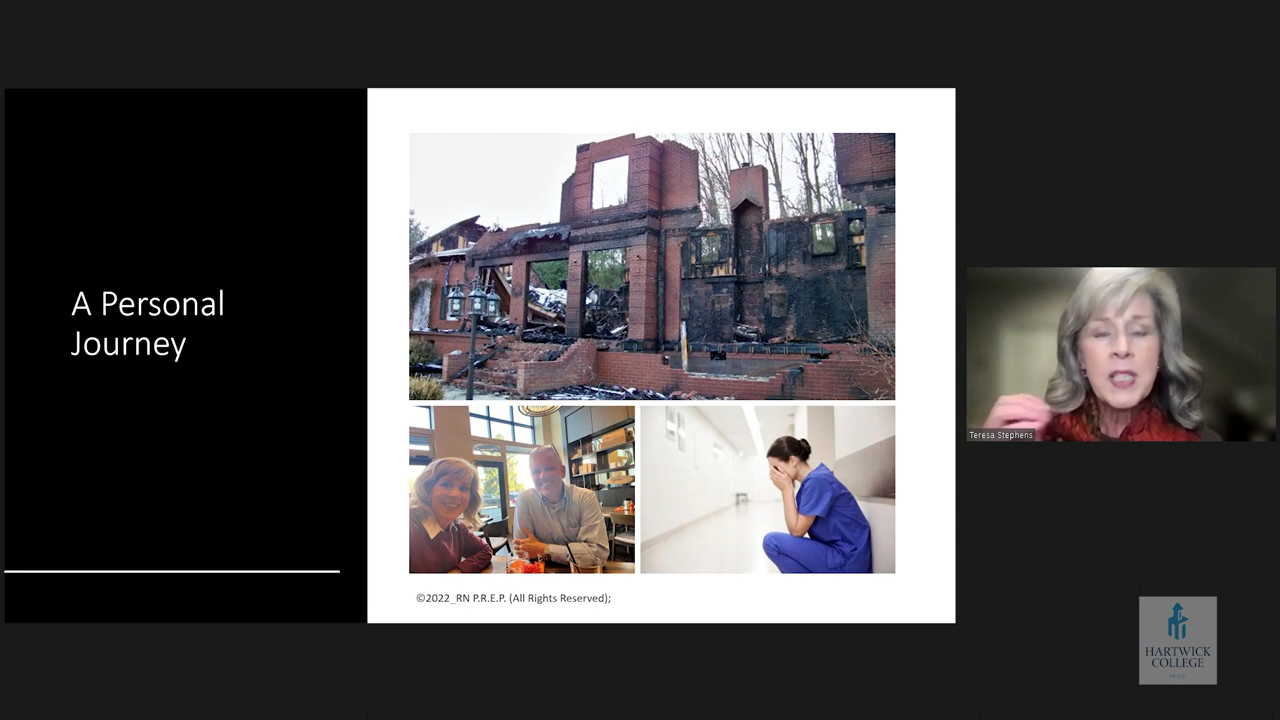 A Personal
Journey
©2022_RN P.R.E.P. (All Rights Reserved);
Teresa Stephens
HARTWICK
COLLEGE